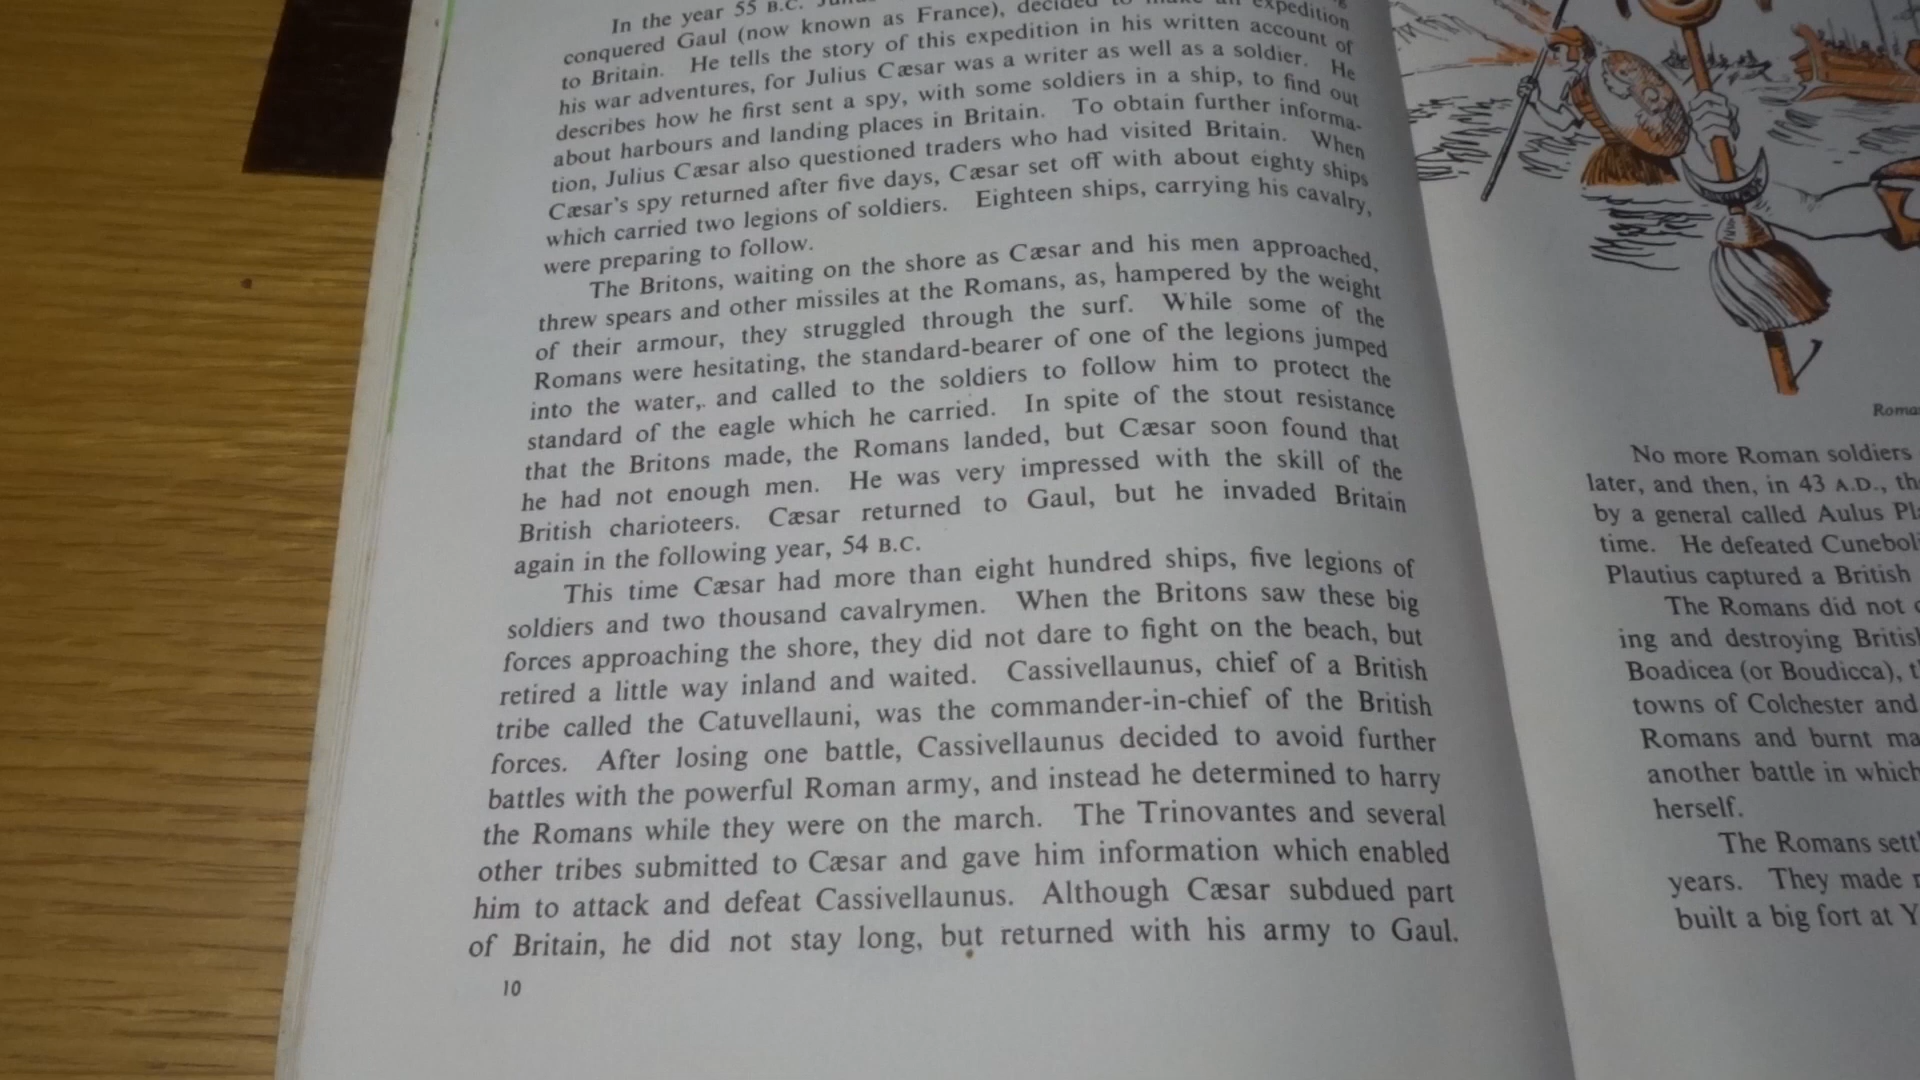 In the year 55 B.C.
conquered Gaul (now known as France), decided to make an expedition
to Britain. He tells the story of this expedition in his written account of
his war adventures, for Julius Cæsar was a writer as well as a soldier. He
describes how he first sent a spy, with some soldiers in a ship, to find out
about harbours and landing places in Britain. To obtain further informa-
tion, Julius Cæsar also questioned traders who had visited Britain. When
Cæsar's spy returned after five days, Cæsar set off with about eighty ships
which carried two legions of soldiers. Eighteen ships, carrying his cavalry,
were preparing to follow.
The Britons, waiting on the shore as Cæsar and his men approached,
threw spears and other missiles at the Romans, as, hampered by the weight
of their armour, they struggled through the surf. While some of the
Romans were hesitating, the standard-bearer of one of the legions jumped
into the water, and called to the soldiers to follow him to protect the
standard of the eagle which he carried. In spite of the stout resistance
that the Britons made, the Romans landed, but Cæsar soon found that
he had not enough men. He was very impressed with the skill of the
British charioteers. Cæsar returned to Gaul, but he invaded Britain
again in the following year, 54 B.C.
This time Cæsar had more than eight hundred ships, five legions of
soldiers and two thousand cavalrymen. When the Britons saw these big
forces approaching the shore, they did not dare to fight on the beach, but
retired a little way inland and waited. Cassivellaunus, chief of a British
tribe called the Catuvellauni, was the commander-in-chief of the British
forces. After losing one battle, Cassivellaunus decided to avoid further
battles with the powerful Roman army, and instead he determined to harry
the Romans while they were on the march. The Trinovantes and several
other tribes submitted to Cæsar and gave him information which enabled
him to attack and defeat Cassivellaunus. Although Cæsar subdued part
of Britain, he did not stay long, but returned with his army to Gaul.
10
No more Roman soldiers
later, and then, in 43 A.D.,
by a general called Aulus
time. He defeated
Plautius captured a British
The Romans did not
ing and destroying
Boadicea (or Boudicca),
towns of Colchester and
Romans and burnt
another battle in which
herself.
The Romans
years. They made
built a big fort at